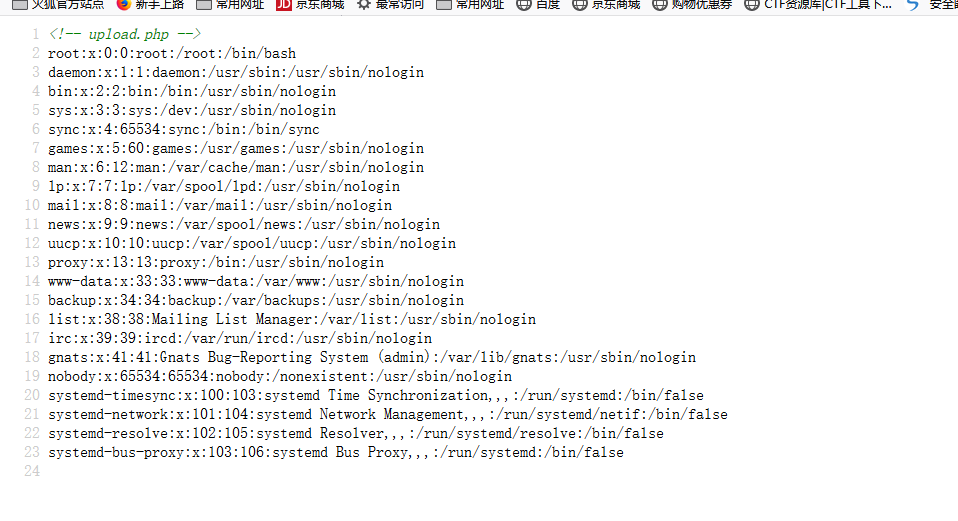 火狐官方站点 新手上路 常用网址 JD 京东商城 最常访问 常用网址 百度 京东商城 购物优惠券 CTF资源库|CTF工具下...
1 <!-- upload.php -->
2 root:x:0:0:root:/root:/bin/bash
3 daemon:x:1:1:daemon:/usr/sbin:/usr/sbin/nologin
4 bin:x:2:2:bin:/bin:/usr/sbin/nologin
5 sys:x:3:3:sys:/dev:/usr/sbin/nologin
6 sync:x:4:65534:sync:/bin:/bin/sync
7 games:x:5:60:games:/usr/games:/usr/sbin/nologin
8 man:x:6:12:man:/var/cache/man:/usr/sbin/nologin
9 lp:x:7:7:lp:/var/spool/lpd:/usr/sbin/nologin
10 mail:x:8:8:mail:/var/mail:/usr/sbin/nologin
11 news:x:9:9:news:/var/spool/news:/usr/sbin/nologin
12 uucp:x:10:10:uucp:/var/spool/uucp:/usr/sbin/nologin
13 proxy:x:13:13:proxy:/bin:/usr/sbin/nologin
14 www-data:x:33:33:www-data:/var/www:/usr/sbin/nologin
15 backup:x:34:34:backup:/var/backups:/usr/sbin/nologin
16 list:x:38:38:Mailing List Manager:/var/list:/usr/sbin/nologin
17 irc:x:39:39:ircd:/var/run/ircd:/usr/sbin/nologin
18 gnats:x:41:41:Gnats Bug-Reporting System (admin):/var/lib/gnats:/usr/sbin/nologin
19 nobody:x:65534:65534:nobody:/nonexistent:/usr/sbin/nologin
20 systemd-timesync:x:100:103:systemd Time Synchronization,,,:/run/systemd:/bin/false
21 systemd-network:x:101:104:systemd Network Management,,,:/run/systemd/netif:/bin/false
22 systemd-resolve:x:102:105:systemd Resolver,,,:/run/systemd/resolve:/bin/false
23 systemd-bus-proxy:x:103:106:systemd Bus Proxy,,,:/run/systemd:/bin/false
24